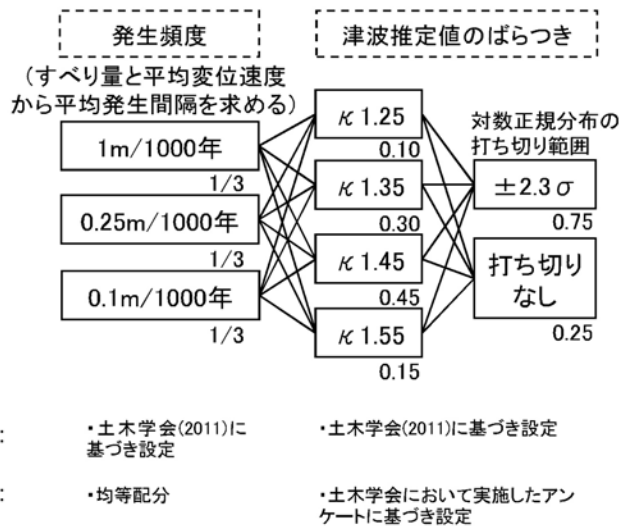 発生頻度
津波推定値のばらつき
(すべり量と平均変位速度
から平均発生間隔を求める)
1m/1000年
1/3
0.25m/1000年
1/3
0.1m/1000年
1/3
κ1.25
0.10
κ1.35
0.30
κ1.45
0.45
κ1.55
0.15
対数正規分布の
打ち切り範囲
±2.3σ
0.75
打ち切り
なし
0.25
:
・土木学会(2011)に
基づき設定
・土木学会(2011)に基づき設定
:
・均等配分
・土木学会において実施したアン
ケートに基づき設定